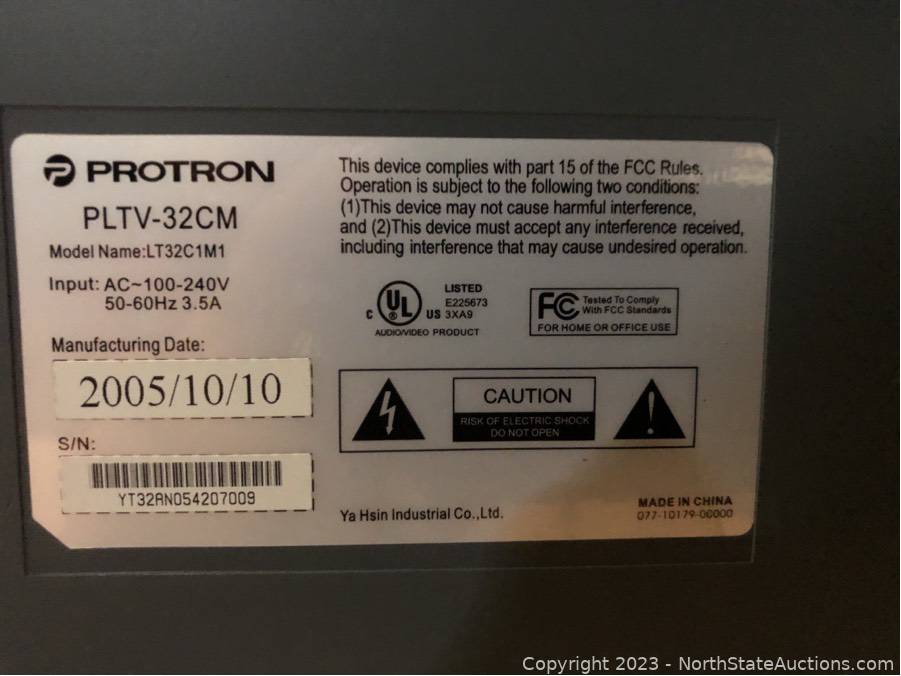 PROTRON
PLTV-32CM
Model Name:LT32C1M1
Input: AC~100-240V
50-60Hz 3.5A
Manufacturing Date:
2005/10/10
S/N:
YT32AN054207009
This device complies with part 15 of the FCC Rules.
Operation is subject to the following two conditions:
(1)This device may not cause harmful interference,
and (2)This device must accept any interference received,
including interference that may cause undesired operation.
C UL US LISTED
E225673
3XA9
AUDIO/VIDEO PRODUCT
FC Tested To Comply
With FCC Standards
FOR HOME OR OFFICE USE
CAUTION
RISK OF ELECTRIC SHOCK
DO NOT OPEN
Ya Hsin Industrial Co.,Ltd.
MADE IN CHINA
077-10179-00000
Copyright 2023 - NorthStateAuctions.com